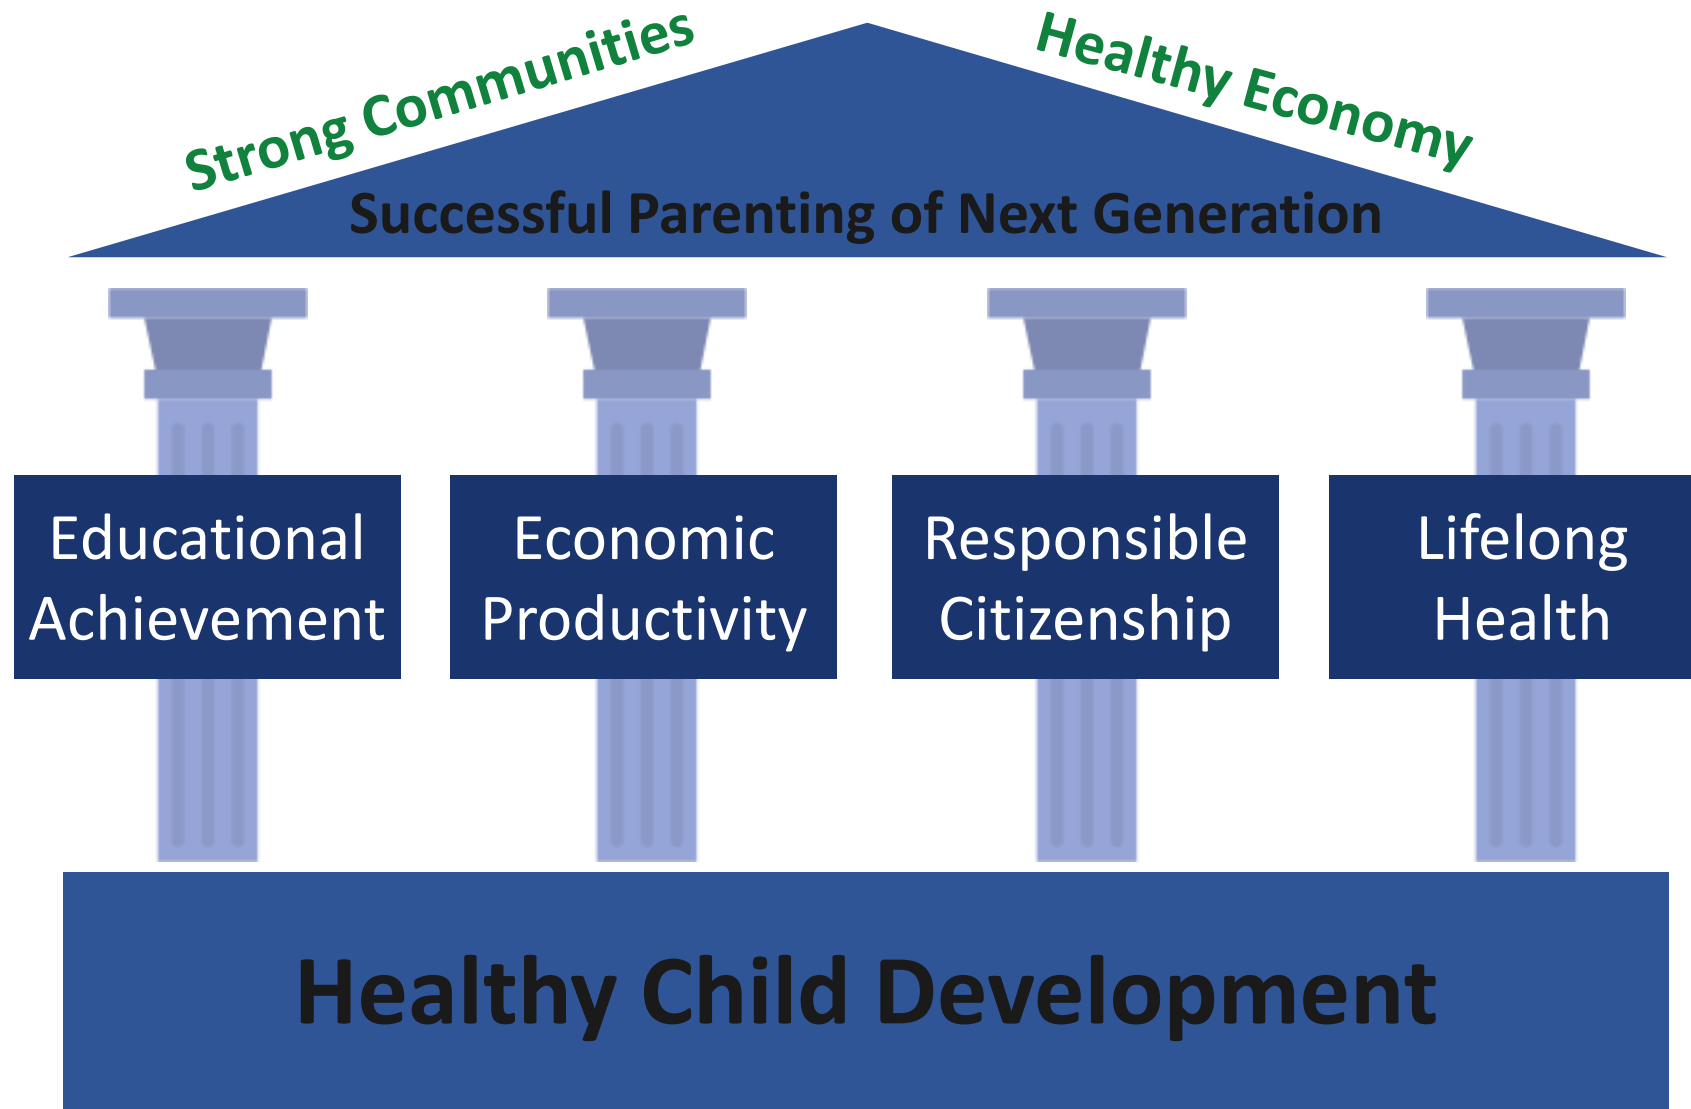 Strong Communities
Healthy Economy
Successful Parenting of Next Generation
Educational
Achievement
Economic
Productivity
Responsible
Citizenship
Lifelong
Health
Healthy Child Development